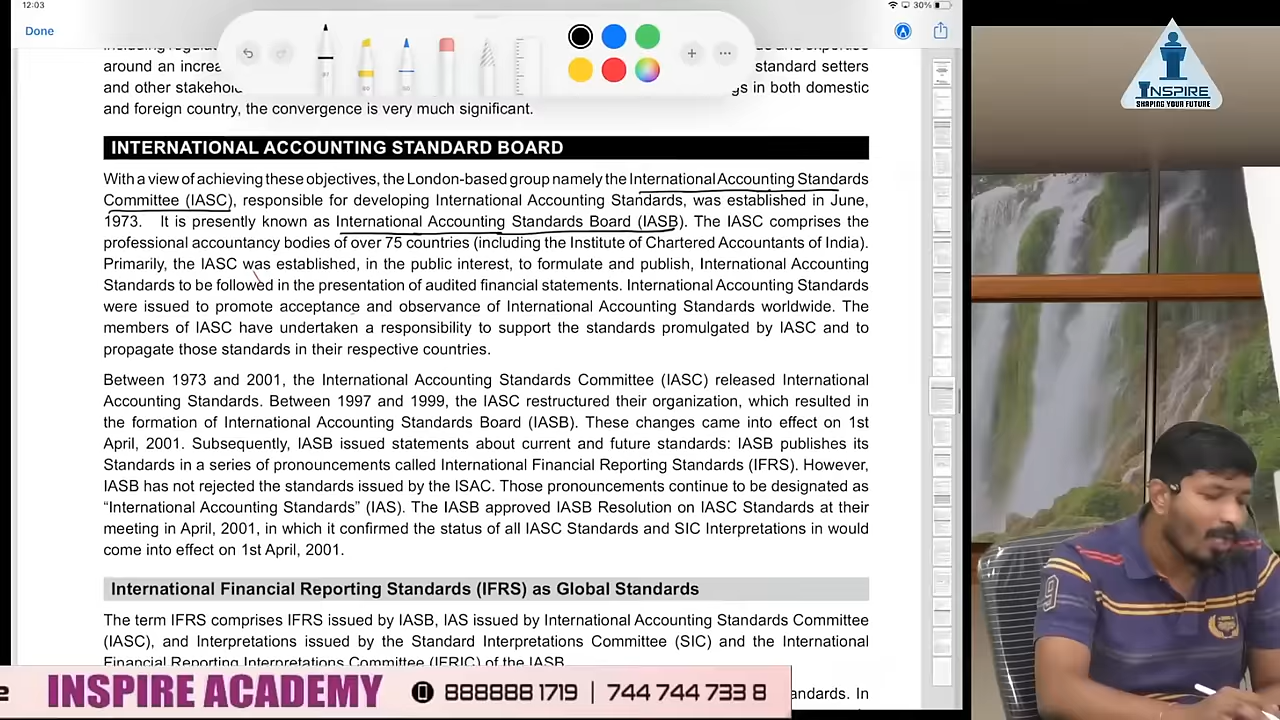 12:03
30%
Done
INSPIRE
SHAPING YOUR FUTURE
around an increa
standard setters
and other stakeho
gs in both domestic
and foreign country, the convergence is very much significant.
INTERNATIONAL ACCOUNTING STANDARD BOARD
With a view of achieving these objectives, the London-based group namely the International Accounting Standards
Committee (IASC), responsible for developing International Accounting Standards, was established in June,
1973. It is presently known as International Accounting Standards Board (IASB). The IASC comprises the
professional accountancy bodies of over 75 countries (including the Institute of Chartered Accountants of India).
Primarily, the IASC was established, in the public interest, to formulate and publish, International Accounting
Standards to be followed in the presentation of audited financial statements. International Accounting Standards
were issued to promote acceptance and observance of International Accounting Standards worldwide. The
members of IASC have undertaken a responsibility to support the standards promulgated by IASC and to
propagate those standards in their respective countries.
Between 1973 and 2001, the International Accounting Standards Committee (IASC) released International
Accounting Standards. Between 1997 and 1999, the IASC restructured their organization, which resulted in
the formation of International Accounting Standards Board (IASB). These changes came into effect on 1st
April, 2001. Subsequently, IASB issued statements about current and future standards: IASB publishes its
Standards in a series of pronouncements called International Financial Reporting Standards (IFRS). However,
IASB has not rejected the standards issued by the ISAC. Those pronouncements continue to be designated as
“International Accounting Standards” (IAS). The IASB approved IASB Resolution on IASC Standards at their
meeting in April, 2001, in which it confirmed the status of all IASC Standards and SIC Interpretations in would
come into effect on 1st April, 2001.
International Financial Reporting Standards (IFRS) as Global Standards
The term IFRS comprises IFRS issued by IASB, IAS issued by International Accounting Standards Committee
(IASC), and Interpretations issued by the Standard Interpretations Committee (SIC) and the International
Financial Reporting Interpretations Committee (IFRIC) of the IASB.
andards. In
e INSPIRE ACADEMY 888888 1719 | 744 744 733 8